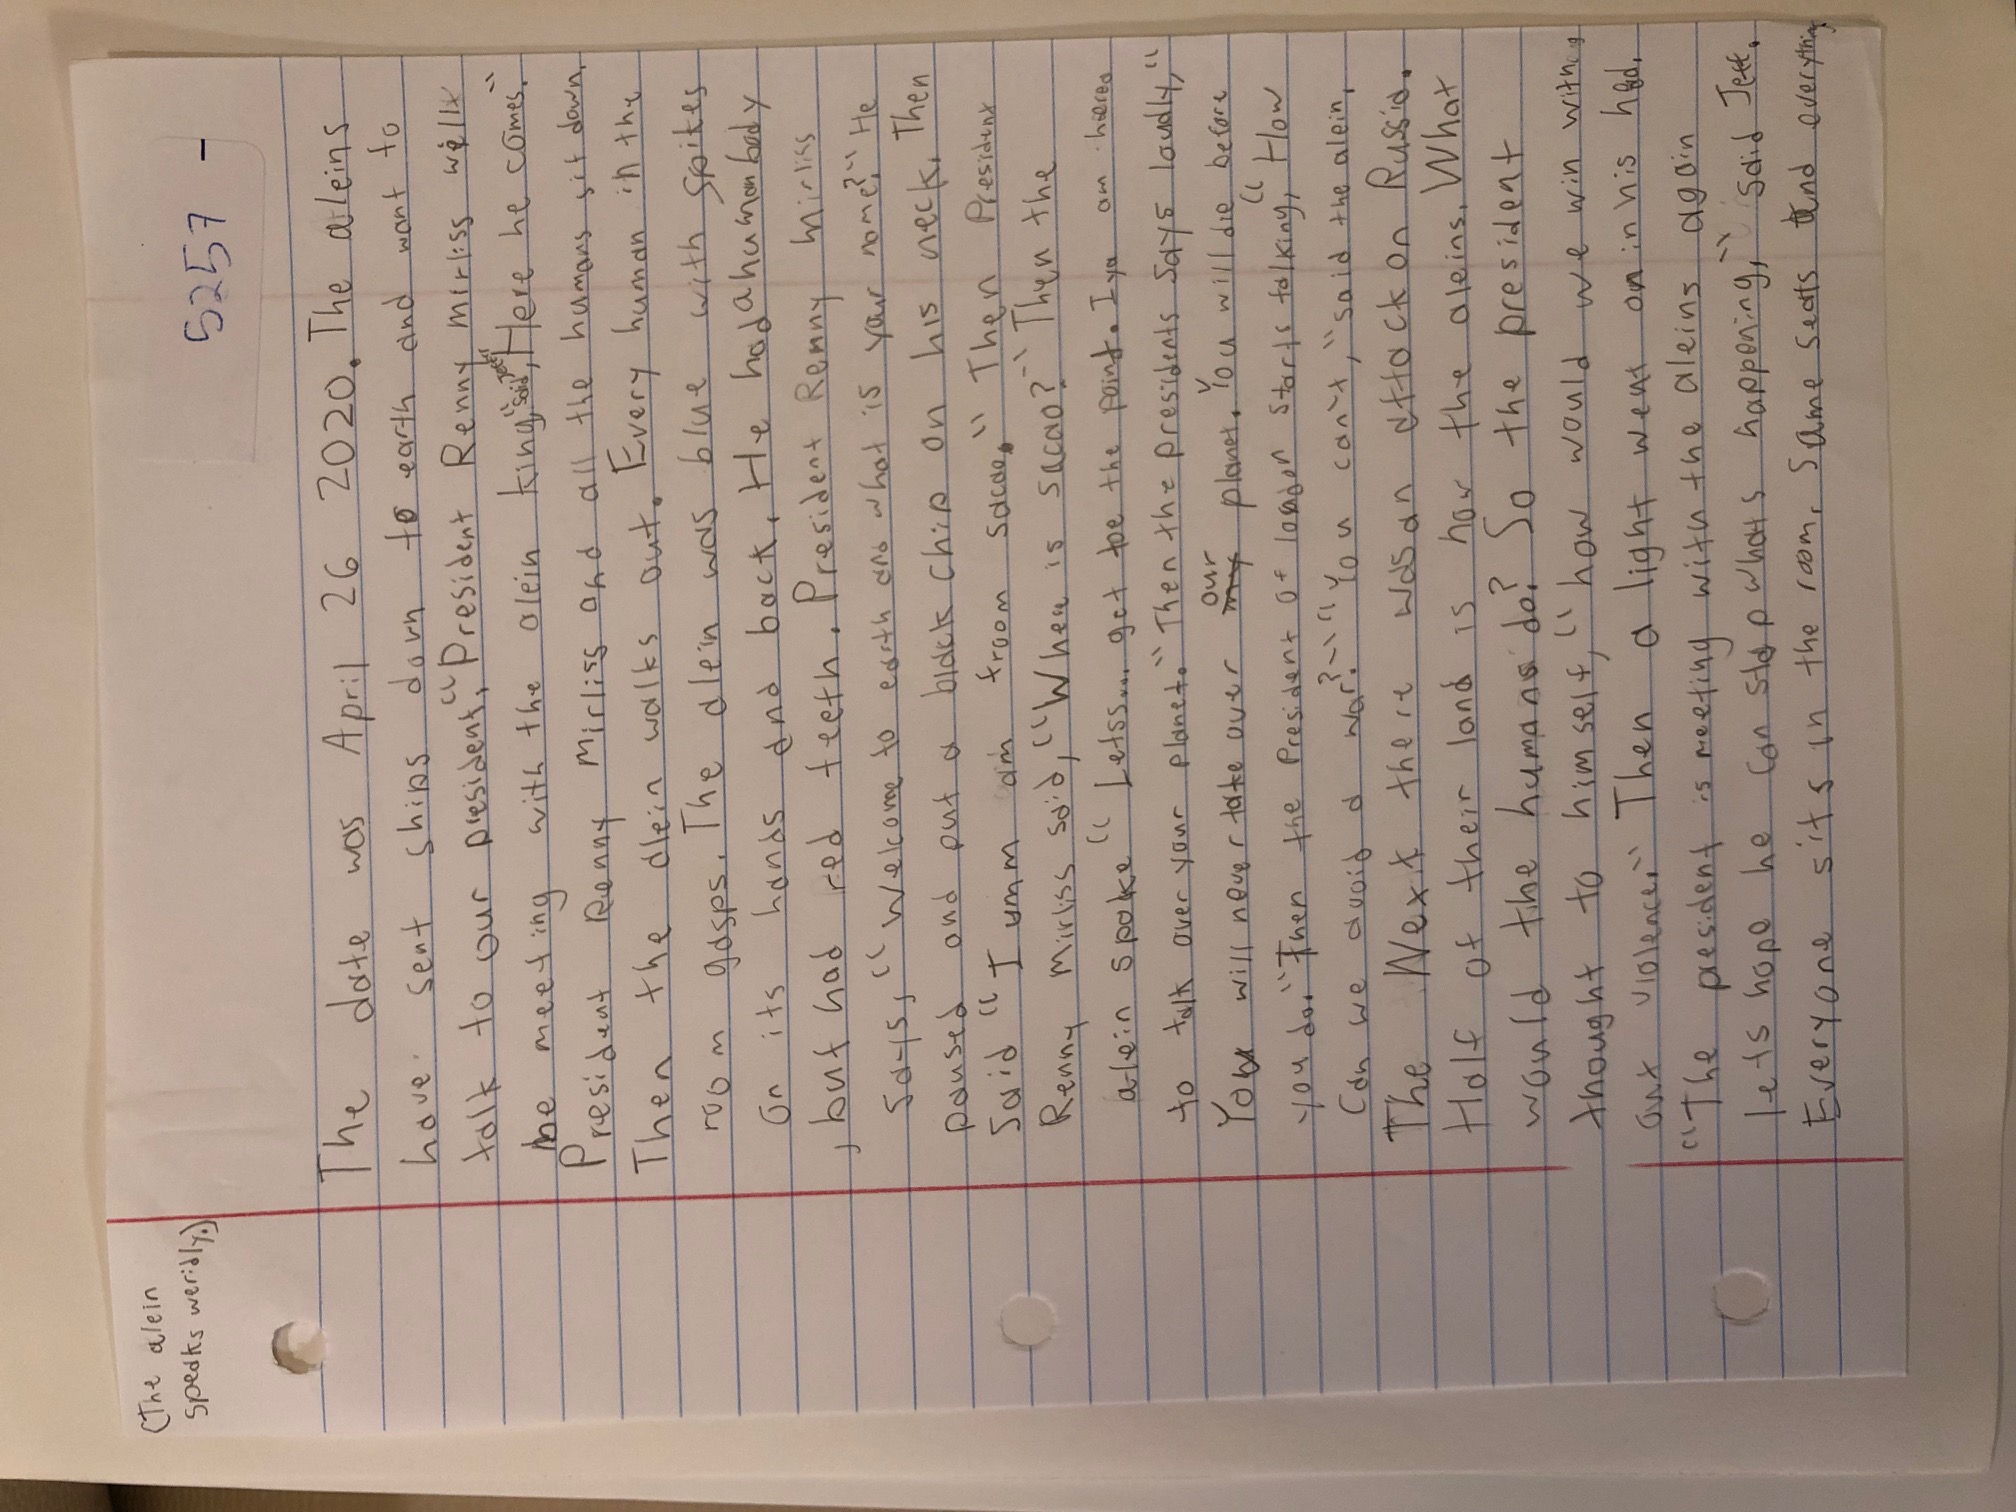 (The alein
speaks weridly.)
5257 -
The date was April 26 2020. The aleins
have sent ships down to earth and want to
talk to our president, "President Renny mirliss will
be meeting with the alein king," said Jeff, "Here he comes."
President Renny Mirliss and all the humans sit down.
Then the alein walks out. Every human in the
room gasps. The alein was blue with spikes
on its hands and back. He had a human body
, but had red teeth. President Renny mirliss
says, "Welcome to earth and what is your name?" He
paused and put a black chip on his neck. Then
said "I umm am froom sacao." Then President
Renny Mirliss said, "Where is sacao?" Then the
alein spoke "Letss... get toe the point. I ya am heerea
to talk over your planet." Then the presidents says loudly, "
You will never take over our planet. You will die before
you do." Then the President of london starts talking, "How
can we avoid a war?" "You can't," said the alein,
The Next there was an attack on Russia.
Half of their land is now the aleins. What
would the humans do? So the president
thought to himself, "how would we win with
out violence." Then a light went on in his hed.
"The president is meeting with the aleins again
lets hope he can stop whats happening," said Jeff.
Everyone sits in the room. Same seats and everything